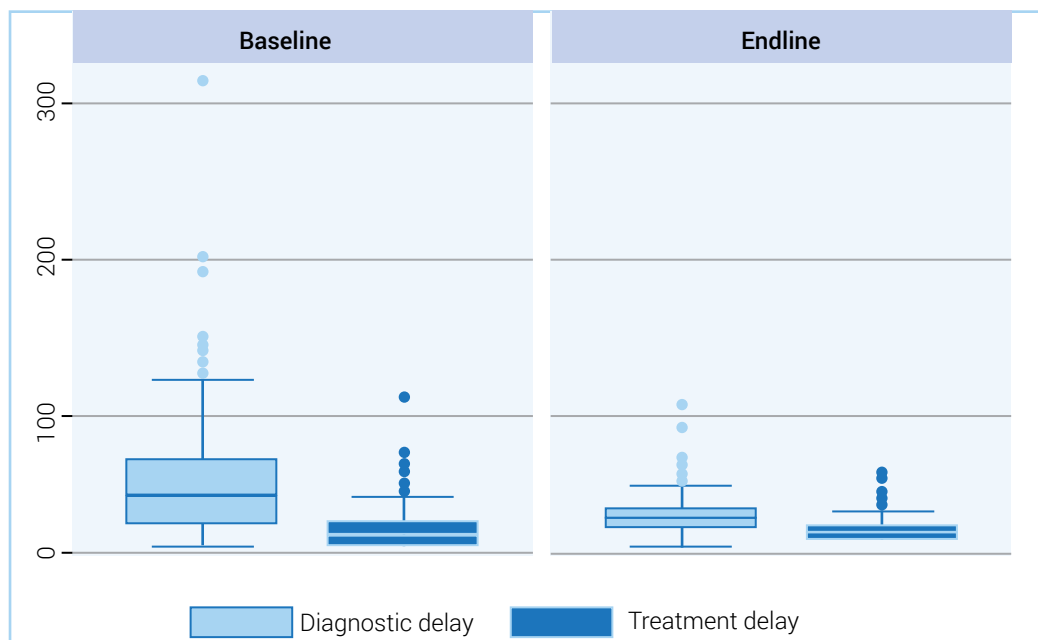 Baseline
Endline
300
200
100
0
Diagnostic delay
Treatment delay